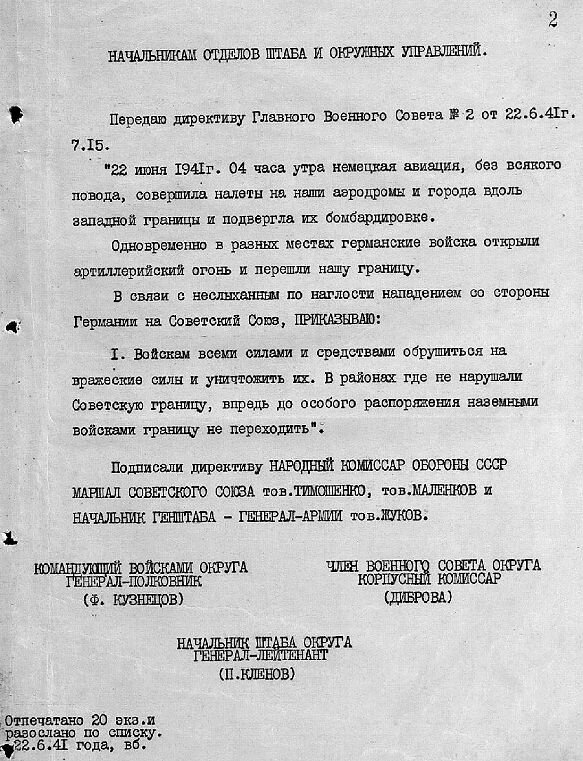 2
НАЧАЛЬНИКАМ ОТДЕЛОВ ШТАБА И ОКРУЖНЫХ УПРАВЛЕНИЙ.
Передаю директиву Главного Военного Совета № 2 от 22.6.41г.
7.15.
"22 июня 1941г. 04 часа утра немецкая авиация, без всякого
повода, совершила налеты на наши аэродромы и города вдоль
западной границы и подвергла их бомбардировке.
Одновременно в разных местах германские войска открыли
артиллерийский огонь и перешли нашу границу.
В связи с неслыханным по наглости нападением со стороны
Германии на Советский Союз, ПРИКАЗЫВАЮ:
I. Войскам всеми силами и средствами обрушиться на
вражеские силы и уничтожить их. В районах где не нарушали
Советскую границу, впредь до особого распоряжения наземными
войсками границу не переходить".
Подписали директиву НАРОДНЫЙ КОМИССАР ОБОРОНЫ СССР
МАРШАЛ СОВЕТСКОГО СОЮЗА тов.ТИМОШЕНКО, тов.МАЛЕНКОВ и
НАЧАЛЬНИК ГЕНШТАБА - ГЕНЕРАЛ-АРМИИ тов.ЖУКОВ.
КОМАНДУЮЩИЙ ВОЙСКАМИ ОКРУГА
ГЕНЕРАЛ-ПОЛКОВНИК
(Ф. КУЗНЕЦОВ)
ЧЛЕН ВОЕННОГО СОВЕТА ОКРУГА
КОРПУСНЫЙ КОМИССАР
(ДИБРОВА)
НАЧАЛЬНИК ШТАБА ОКРУГА
ГЕНЕРАЛ-ЛЕЙТЕНАНТ
(П.КЛЕНОВ)
Отпечатано 20 экз.и
разослано по списку.
22.6.41 года, вб.